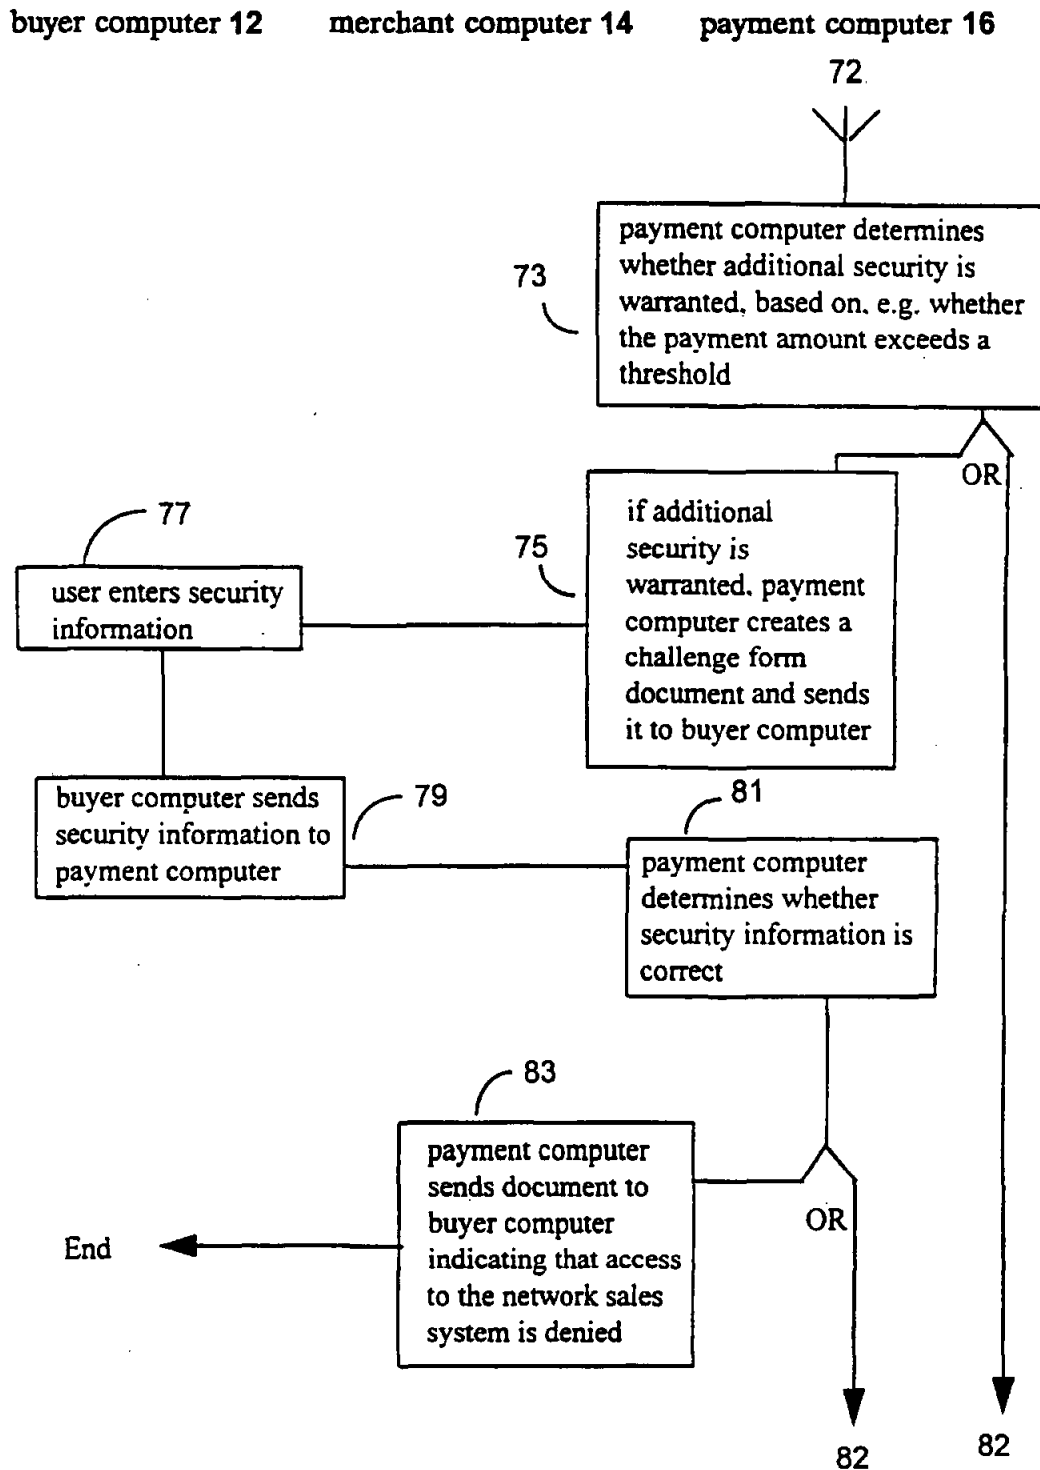 buyer computer 12 merchant computer 14 payment computer 16
72
payment computer determines
whether additional security is
warranted, based on, e.g. whether
the payment amount exceeds a
threshold
73
OR
if additional
security is
warranted, payment
computer creates a
challenge form
document and sends
it to buyer computer
75
77
user enters security
information
buyer computer sends
security information to
payment computer
79
81
payment computer
determines whether
security information is
correct
83
payment computer
sends document to
buyer computer
indicating that access
to the network sales
system is denied
OR
End
82
82